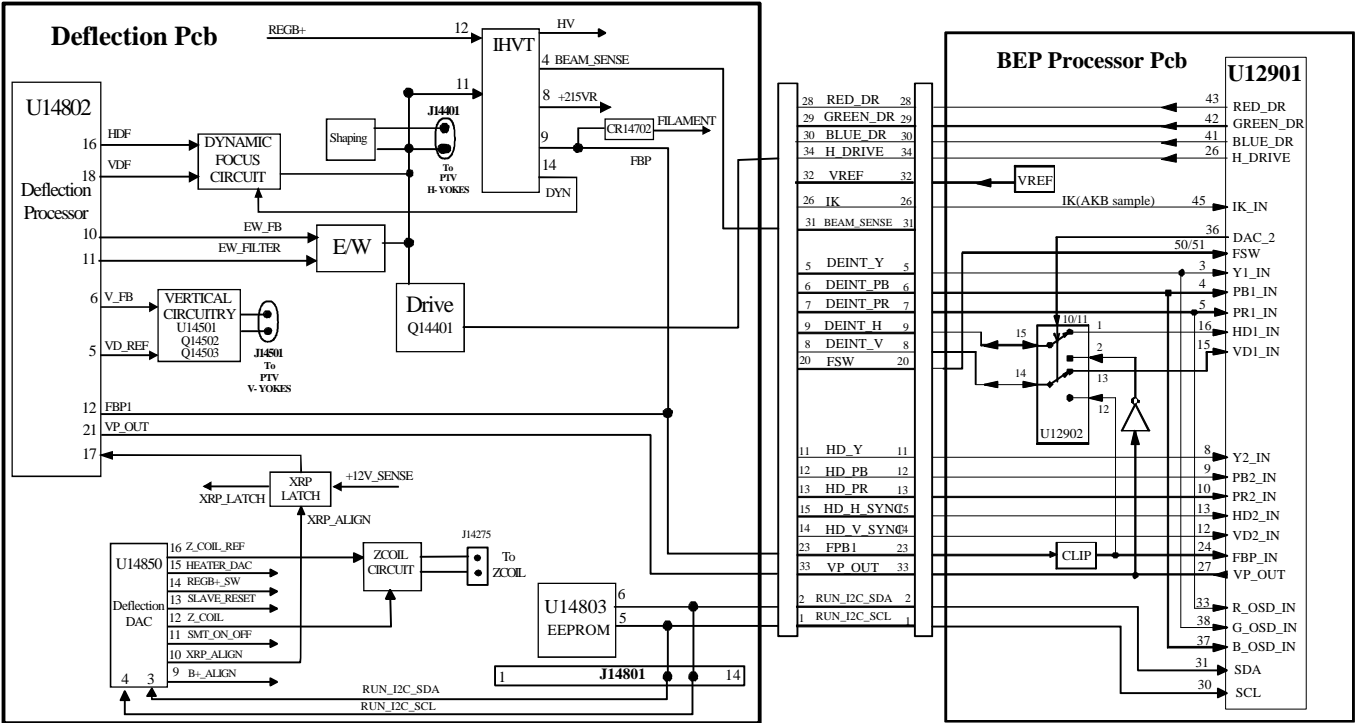 Deflection Pcb
REGB+
12
IHVT
HV
4 BEAM_SENSE
11
8 +215VR
9
CR14702
FILAMENT
FBP
14
DYN
U14802
Deflection
Processor
16 HDF
18 VDF
DYNAMIC
FOCUS
CIRCUIT
Shaping
J14401
To
PTV
H- YOKES
10 EW_FB
11 EW_FILTER
E/W
Drive
Q14401
6 V_FB
5 VD_REF
VERTICAL
CIRCUITRY
U14501
Q14502
Q14503
J14501
To
PTV
V- YOKES
12 FBP1
21 VP_OUT
17
XRP
LATCH
+12V_SENSE
XRP_LATCH
XRP_ALIGN
U14850
Deflection
DAC
16 Z_COIL_REF
15 HEATER_DAC
14 REGB+_SW
13 SLAVE_RESET
12 Z_COIL
11 SMT_ON_OFF
10 XRP_ALIGN
9 B+_ALIGN
4 3
ZCOIL
CIRCUIT
J14275
To
ZCOIL
U14803
EEPROM
6
5
1 J14801 14
RUN_I2C_SDA
RUN_I2C_SCL
28 RED_DR 28
29 GREEN_DR 29
30 BLUE_DR 30
34 H_DRIVE 34
32 VREF 32
26 IK 26
31 BEAM_SENSE 31
5 DEINT_Y 5
6 DEINT_PB 6
7 DEINT_PR 7
9 DEINT_H 9
8 DEINT_V 8
20 FSW 20
11 HD_Y 11
12 HD_PB 12
13 HD_PR 13
15 HD_H_SYNC 15
14 HD_V_SYNC 14
23 FPB1 23
33 VP_OUT 33
2 RUN_I2C_SDA 2
1 RUN_I2C_SCL 1
BEP Processor Pcb
U12901
43 RED_DR
42 GREEN_DR
41 BLUE_DR
26 H_DRIVE
VREF
IK(AKB sample)
45 IK_IN
36 DAC_2
50/51 FSW
3 Y1_IN
4 PB1_IN
5 PR1_IN
16 HD1_IN
15 VD1_IN
10/11
15
1
2
14
13
12
U12902
8 Y2_IN
9 PB2_IN
10 PR2_IN
13 HD2_IN
12 VD2_IN
CLIP
24 FBP_IN
27 VP_OUT
33 R_OSD_IN
38 G_OSD_IN
37 B_OSD_IN
31 SDA
30 SCL